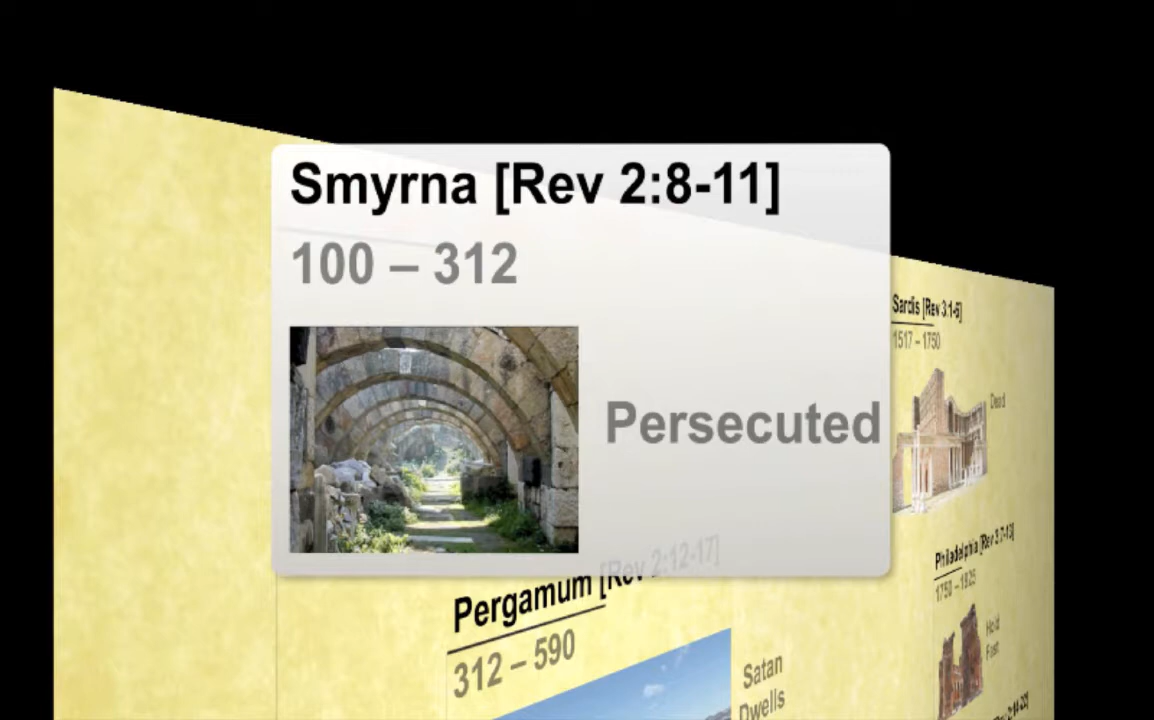 Smyrna [Rev 2:8-11]
100 – 312
Persecuted
Pergamum [Rev 2:12-17]
312 – 590
Satan
Dwells
Sardis [Rev 3:1-6]
1517 – 1750
Dead
Philadelphia [Rev 3:7-13]
1750 – 1925
Hold
Fast